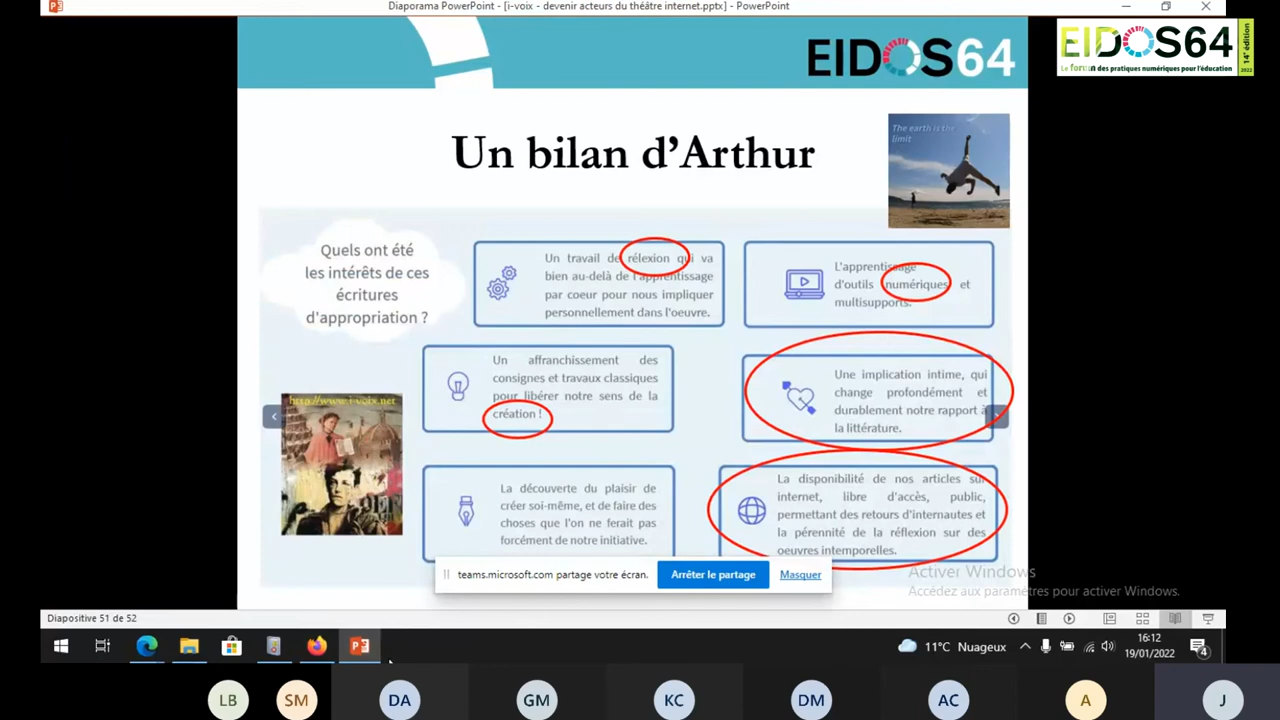 Diaporama PowerPoint - [i-voix - devenir acteurs du théâtre internet.pptx] - PowerPoint
EIDOS64
EIDOS64
Le forum des pratiques numériques pour l'éducation
14e édition
2022
Un bilan d'Arthur
The earth is the
limit
Quels ont été
les intérêts de ces
écritures
d'appropriation ?
Un travail de rélexion qui va
bien au-delà de l'apprentissage
par coeur pour nous impliquer
personnellement dans l'oeuvre.
L'apprentissage
d'outils numériques et
multisupports.
Un affranchissement des
consignes et travaux classiques
pour libérer notre sens de la
création !
Une implication intime, qui
change profondément et
durablement notre rapport à
la littérature.
http://www.i-voix.net
La découverte du plaisir de
créer soi-même, et de faire des
choses que l'on ne ferait pas
forcément de notre initiative.
La disponibilité de nos articles sur
internet, libre d'accès, public,
permettant des retours d'internautes et
la pérennité de la réflexion sur des
oeuvres intemporelles.
teams.microsoft.com partage votre écran.
Arrêter le partage
Masquer
Activer Windows
Accédez aux paramètres pour activer Windows.
Diapositive 51 de 52
11°C Nuageux
16:12
19/01/2022
4
LB
SM
DA
GM
KC
DM
AC
A
J